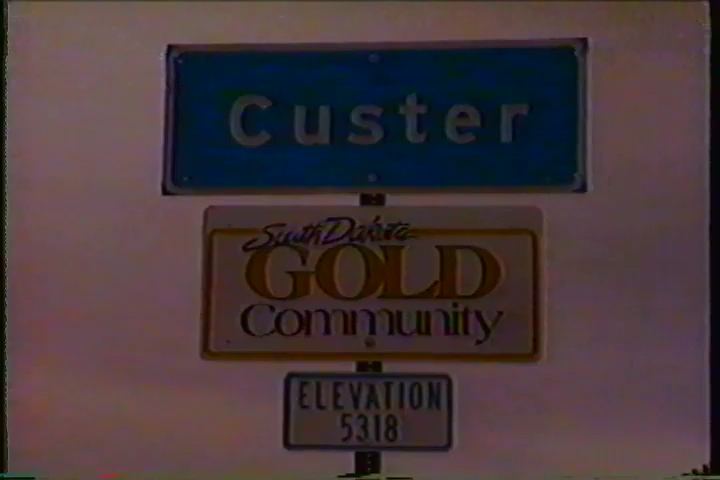 Custer
South Dakota
GOLD
Community
ELEVATION
5318